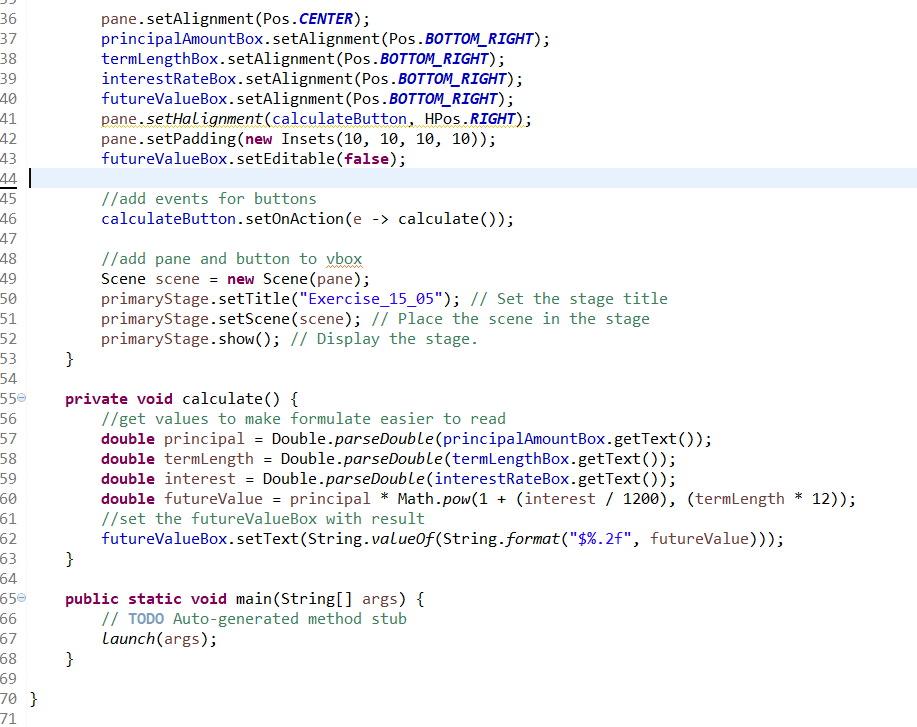 36 pane.setAlignment(Pos.CENTER);
37 principalAmountBox.setAlignment(Pos.BOTTOM_RIGHT);
38 termLengthBox.setAlignment(Pos.BOTTOM_RIGHT);
39 interestRateBox.setAlignment(Pos.BOTTOM_RIGHT);
40 futureValueBox.setAlignment(Pos.BOTTOM_RIGHT);
41 pane.setHalignment(calculateButton, HPos.RIGHT);
42 pane.setPadding(new Insets(10, 10, 10, 10));
43 futureValueBox.setEditable(false);
44
45 //add events for buttons
46 calculateButton.setOnAction(e -> calculate());
47
48 //add pane and button to vbox
49 Scene scene = new Scene(pane);
50 primaryStage.setTitle("Exercise_15_05"); // Set the stage title
51 primaryStage.setScene(scene); // Place the scene in the stage
52 primaryStage.show(); // Display the stage.
53 }
54
55 private void calculate() {
56 //get values to make formulate easier to read
57 double principal = Double.parseDouble(principalAmountBox.getText());
58 double termLength = Double.parseDouble(termLengthBox.getText());
59 double interest = Double.parseDouble(interestRateBox.getText());
60 double futureValue = principal * Math.pow(1 + (interest / 1200), (termLength * 12));
61 //set the futureValueBox with result
62 futureValueBox.setText(String.valueOf(String.format("$%.2f", futureValue)));
63 }
64
65 public static void main(String[] args) {
66 // TODO Auto-generated method stub
67 launch(args);
68 }
69
70 }
71